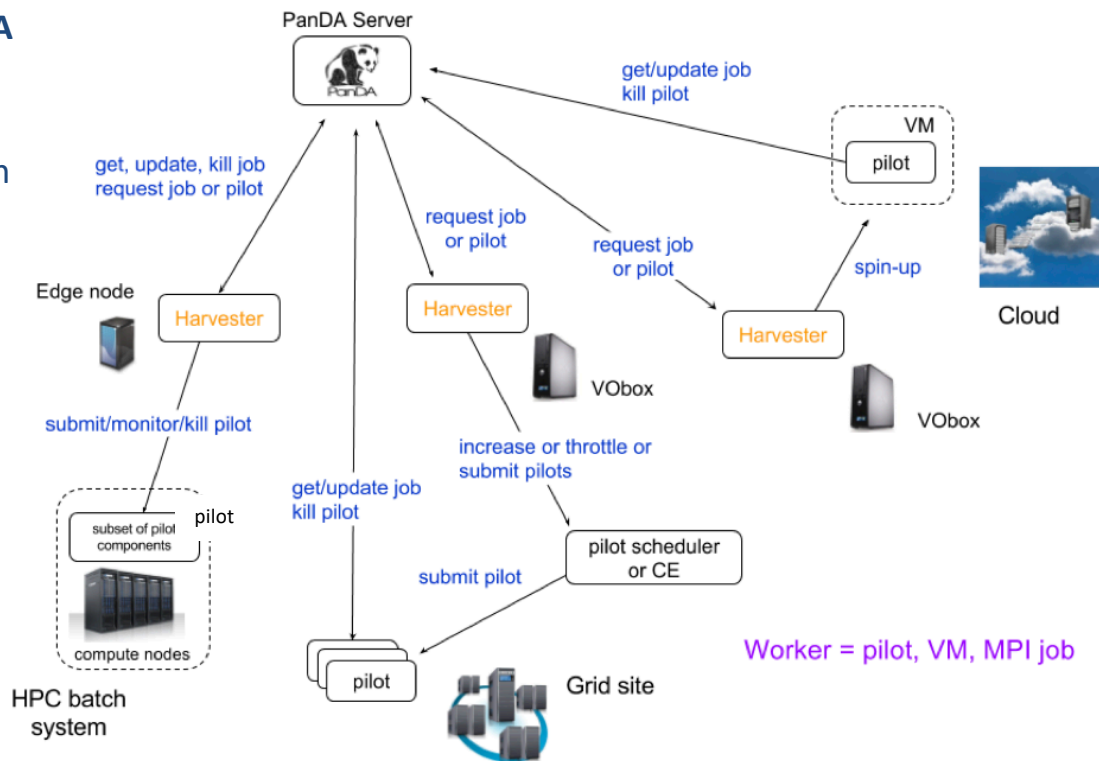 A
PanDA Server
PanDA
get/update job
kill pilot
VM
pilot
n
get, update, kill job
request job or pilot
request job
or pilot
request job
or pilot
spin-up
Edge node
Harvester
Harvester
Harvester
Cloud
VObox
VObox
submit/monitor/kill pilot
increase or throttle or
submit pilots
get/update job
kill pilot
pilot
subset of pilot
components
pilot scheduler
or CE
submit pilot
compute nodes
pilot
Grid site
Worker = pilot, VM, MPI job
HPC batch
system